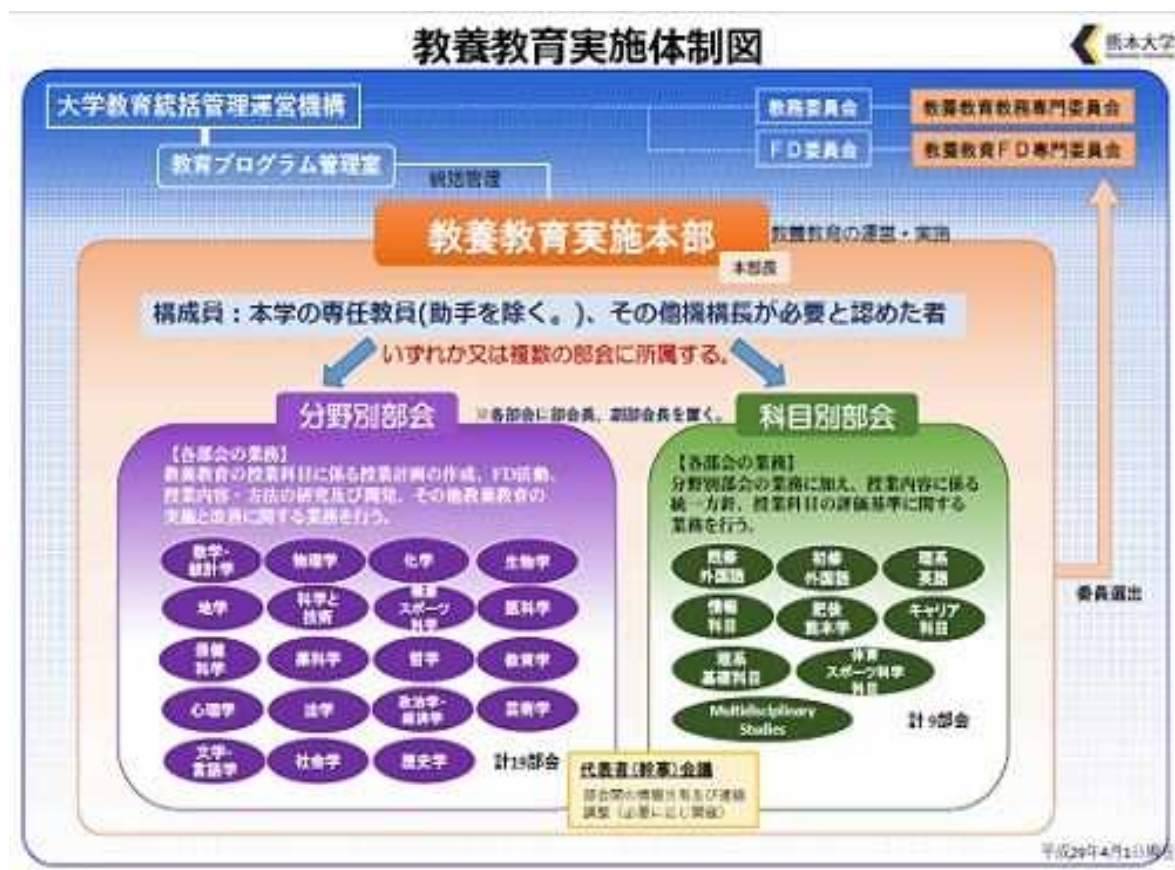 教養教育実施体制図
熊本大学
大学教育統括管理運営機構
教務委員会
教養教育教務専門委員会
教育プログラム管理室
FD委員会
教養教育FD専門委員会
統括管理
教養教育実施本部
教養教育の運営・実施
本部長
構成員：本学の専任教員(助手を除く。)、その他機構長が必要と認めた者
いずれか又は複数の部会に所属する。
分野別部会
※各部会に部会長、副部会長を置く。
科目別部会
【各部会の業務】
教養教育の授業科目に係る授業計画の作成、FD活動、
授業内容・方法の研究及び開発、その他教養教育の
実施と改善に関する業務を行う。
【各部会の業務】
分野別部会の業務に加え、授業内容に係る
統一方針、授業科目の評価基準に関する
業務を行う。
数学・
統計学
物理学
化学
生物学
地学
科学と
技術
健康
スポーツ
科学
医科学
保健
科学
薬科学
哲学
教育学
心理学
法学
政治学・
経済学
芸術学
文学・
言語学
社会学
歴史学
計19部会
既修
外国語
初修
外国語
理系
英語
情報
科目
肥後
熊本学
キャリア
科目
理系
基礎科目
体育
スポーツ科学
科目
Multidisciplinary
Studies
計9部会
委員選出
代表者(幹事)会議
部会間の情報共有及び連絡
調整（必要に応じ開催）
平成29年4月1日現在